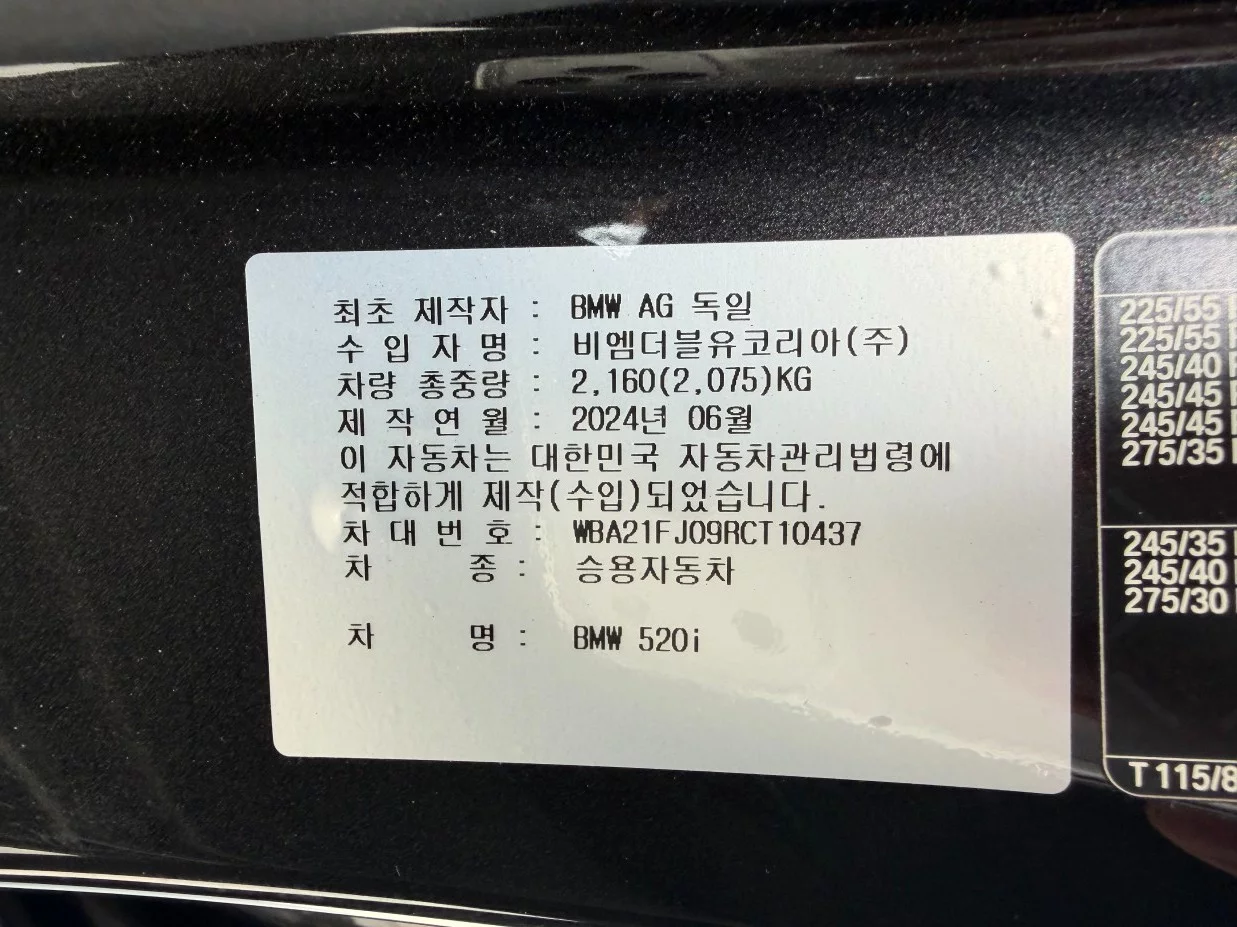 최초 제작자 : BMW AG 독일
수 입 자 명 : 비엠더블유코리아(주)
차량 총중량 : 2,160(2,075)KG
제 작 연 월 : 2024년 06월
이 자동차는 대한민국 자동차관리법령에
적합하게 제작(수입)되었습니다.
차 대 번 호 : WBA21FJ09RCT10437
차 종 : 승용자동차
차 명 : BMW 520i
225/55
225/55
245/40
245/45
245/45
275/35
245/35
245/40
275/30
T 115/8